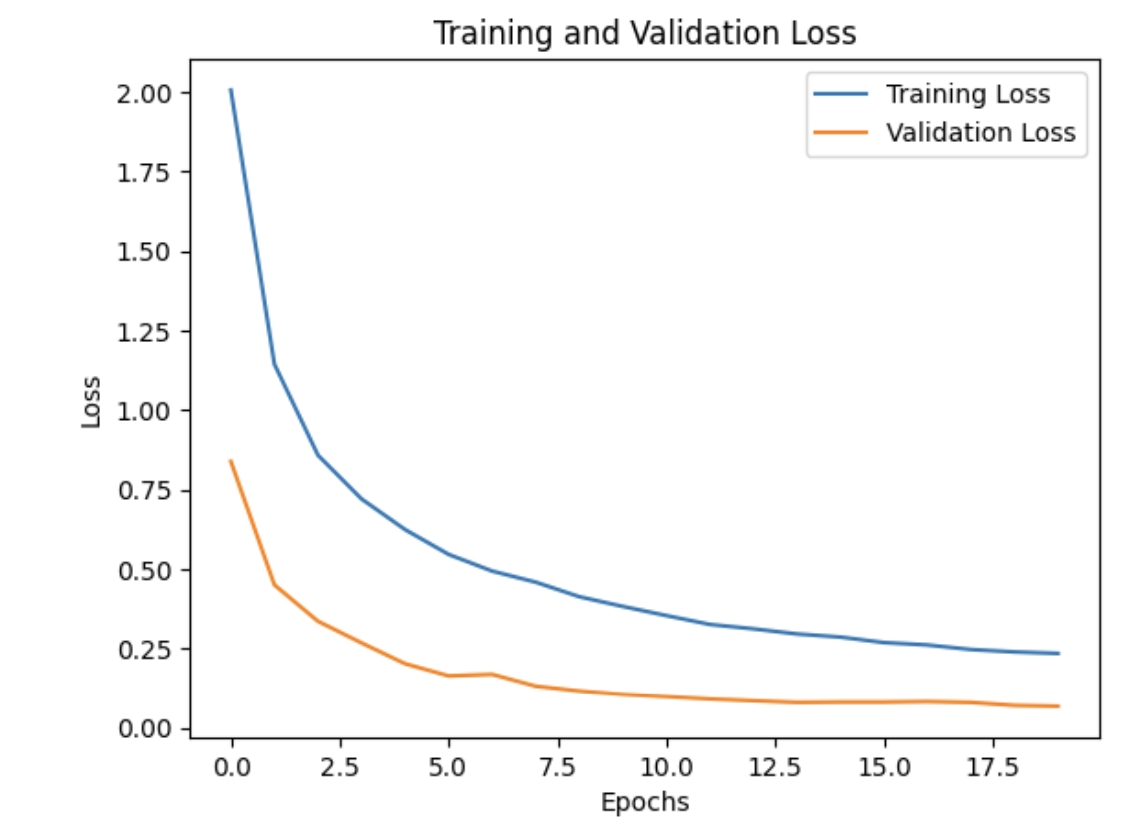 Training and Validation Loss
Training Loss
Validation Loss
2.00
1.75
1.50
1.25
1.00
0.75
0.50
0.25
0.00
Loss
0.0 2.5 5.0 7.5 10.0 12.5 15.0 17.5
Epochs